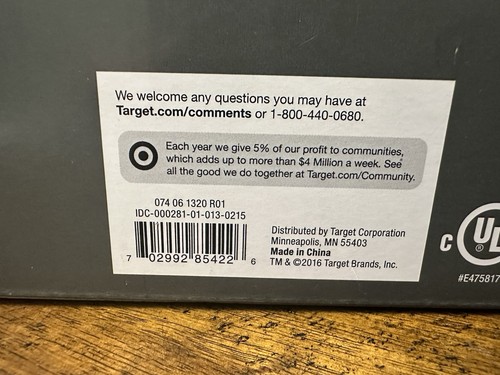 We welcome any questions you may have at
Target.com/comments or 1-800-440-0680.
Each year we give 5% of our profit to communities,
which adds up to more than $4 Million a week. See
all the good we do together at Target.com/Community.
074 06 1320 R01
IDC-000281-01-013-0215
7 02992 85422 6
Distributed by Target Corporation
Minneapolis, MN 55403
Made in China
TM & ©2016 Target Brands, Inc.
C UL
®
#E475817